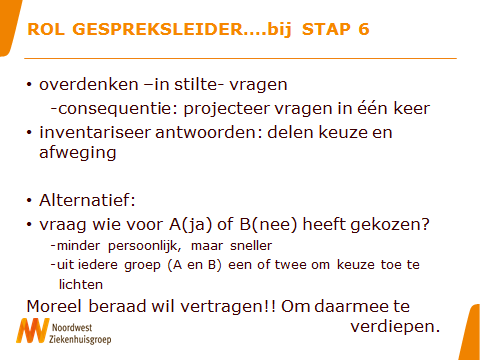 ROL GESPREKSLEIDER....bij STAP 6
• overdenken –in stilte- vragen
-consequentie: projecteer vragen in één keer
• inventariseer antwoorden: delen keuze en
afweging
• Alternatief:
• vraag wie voor A(ja) of B(nee) heeft gekozen?
-minder persoonlijk, maar sneller
-uit iedere groep (A en B) een of twee om keuze toe te
lichten
Moreel beraad wil vertragen!! Om daarmee te
verdiepen.
Noordwest
Ziekenhuisgroep